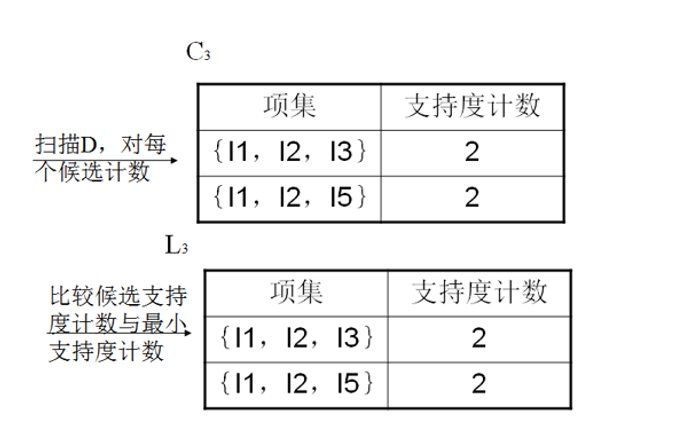 C3
项集 支持度计数
扫描D，对每
个候选计数
{I1，I2，I3} 2
{I1，I2，I5} 2
L3
项集 支持度计数
比较候选支持
度计数与最小
支持度计数
{I1，I2，I3} 2
{I1，I2，I5} 2